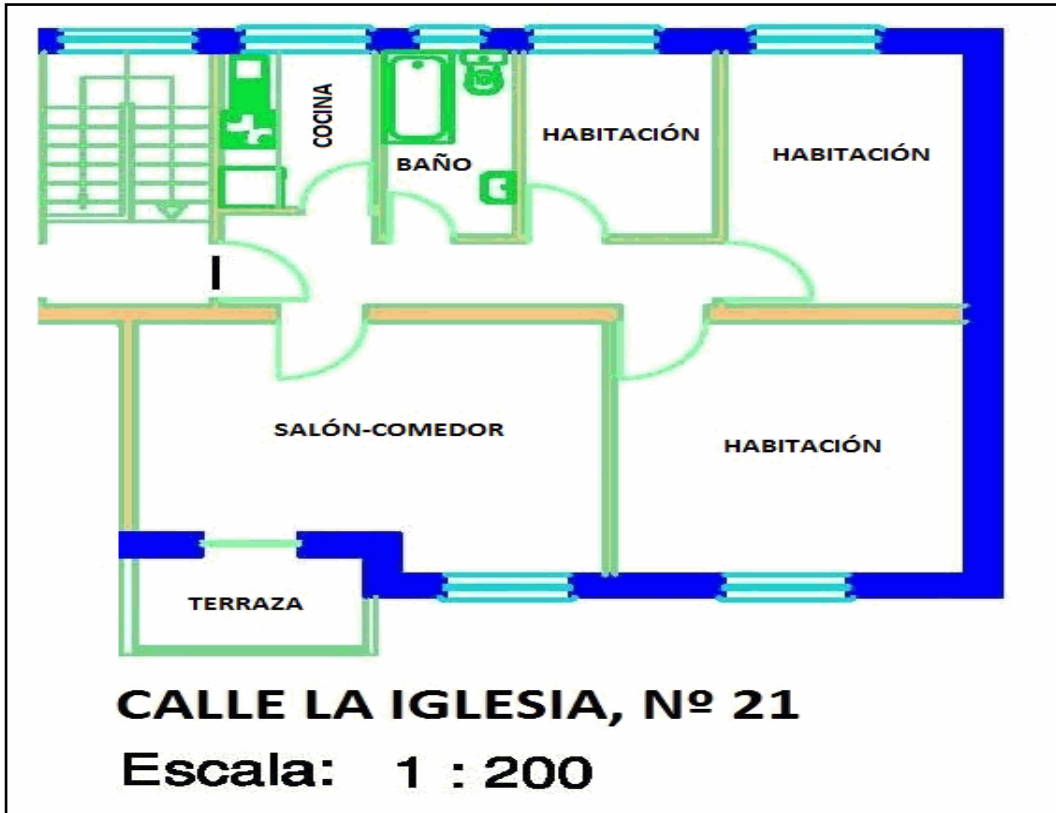 COCINA
BAÑO
HABITACIÓN
HABITACIÓN
I
SALÓN-COMEDOR
HABITACIÓN
TERRAZA
CALLE LA IGLESIA, Nº 21
Escala: 1 : 200